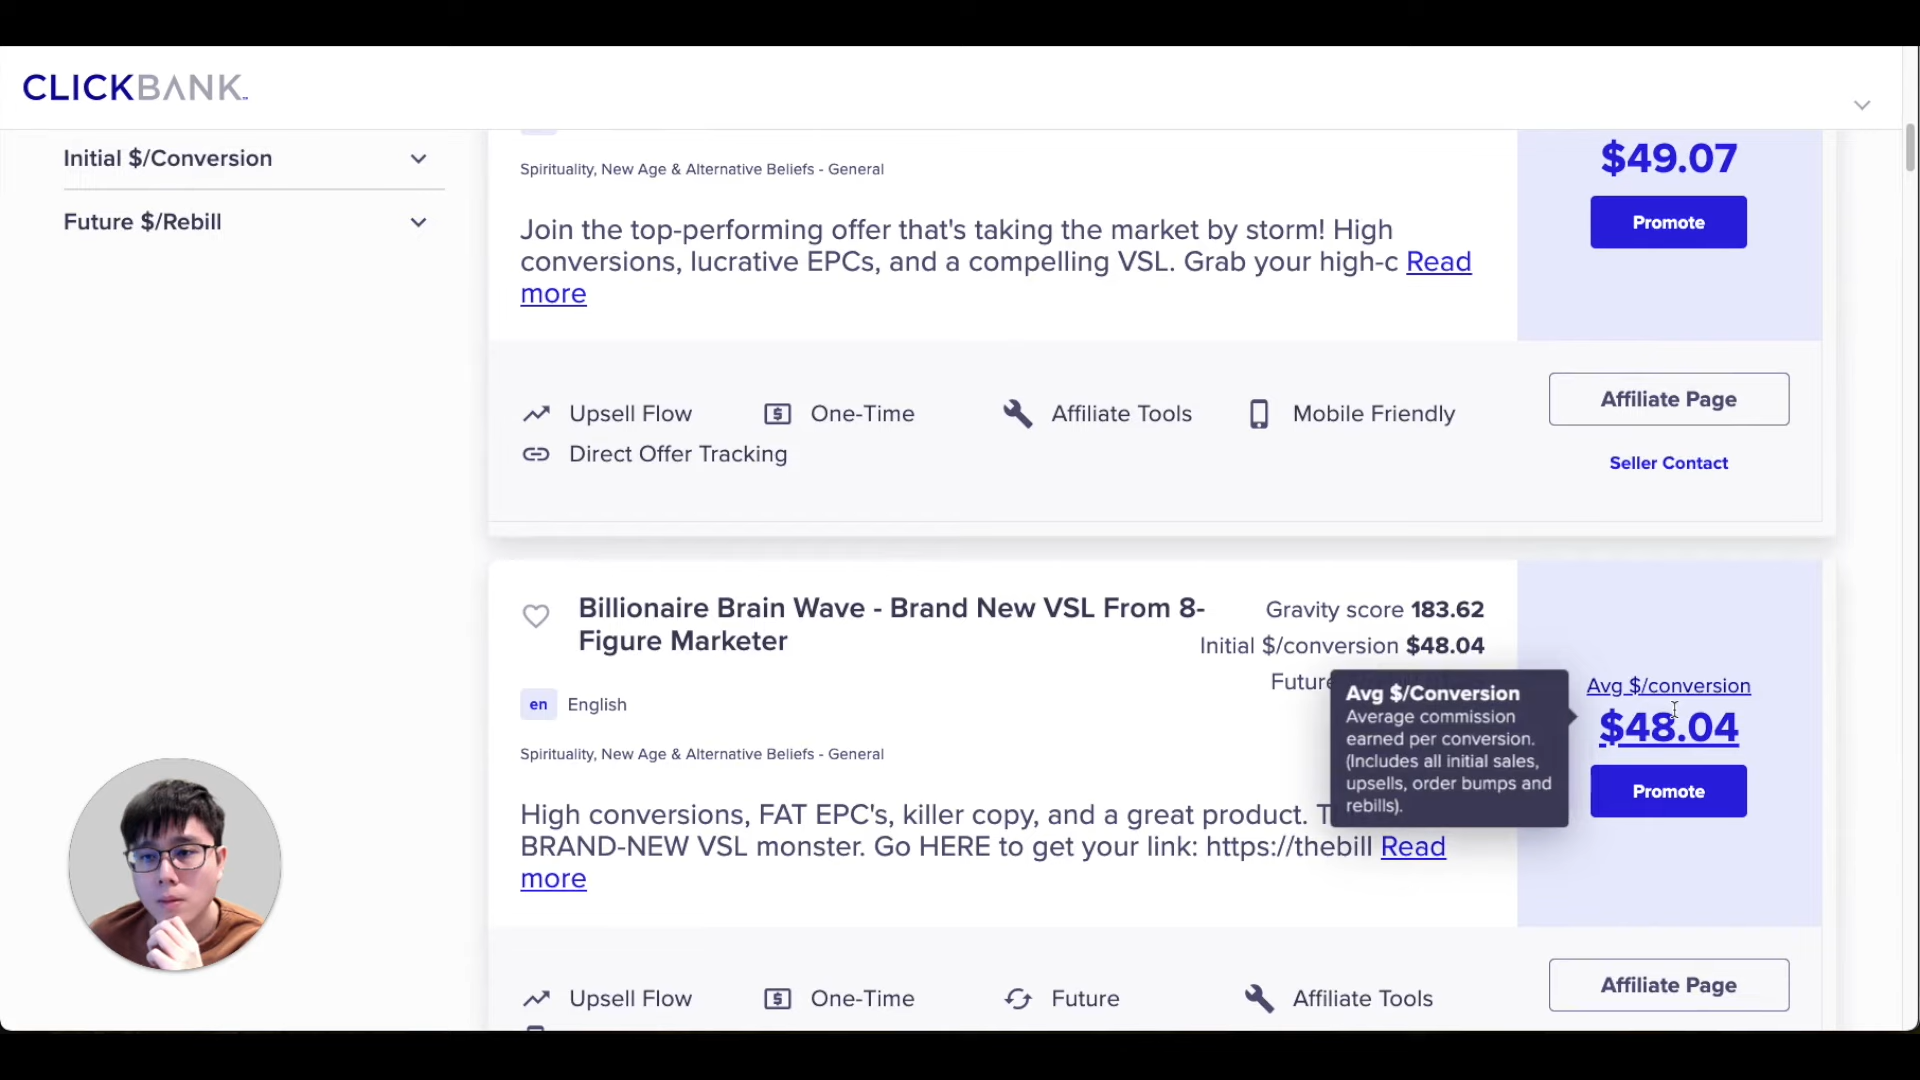 CLICKBANK
Initial $/Conversion
Future $/Rebill
Spirituality, New Age & Alternative Beliefs - General
Join the top-performing offer that's taking the market by storm! High
conversions, lucrative EPCs, and a compelling VSL. Grab your high-c Read
more
$49.07
Promote
Upsell Flow
One-Time
Affiliate Tools
Mobile Friendly
Direct Offer Tracking
Affiliate Page
Seller Contact
Billionaire Brain Wave - Brand New VSL From 8-
Figure Marketer
Gravity score 183.62
Initial $/conversion $48.04
Future
en English
Spirituality, New Age & Alternative Beliefs - General
High conversions, FAT EPC's, killer copy, and a great product. T
BRAND-NEW VSL monster. Go HERE to get your link: https://thebill Read
more
Avg $/Conversion
Average commission
earned per conversion.
(Includes all initial sales,
upsells, order bumps and
rebills).
Avg $/conversion
$48.04
Promote
Upsell Flow
One-Time
Future
Affiliate Tools
Affiliate Page